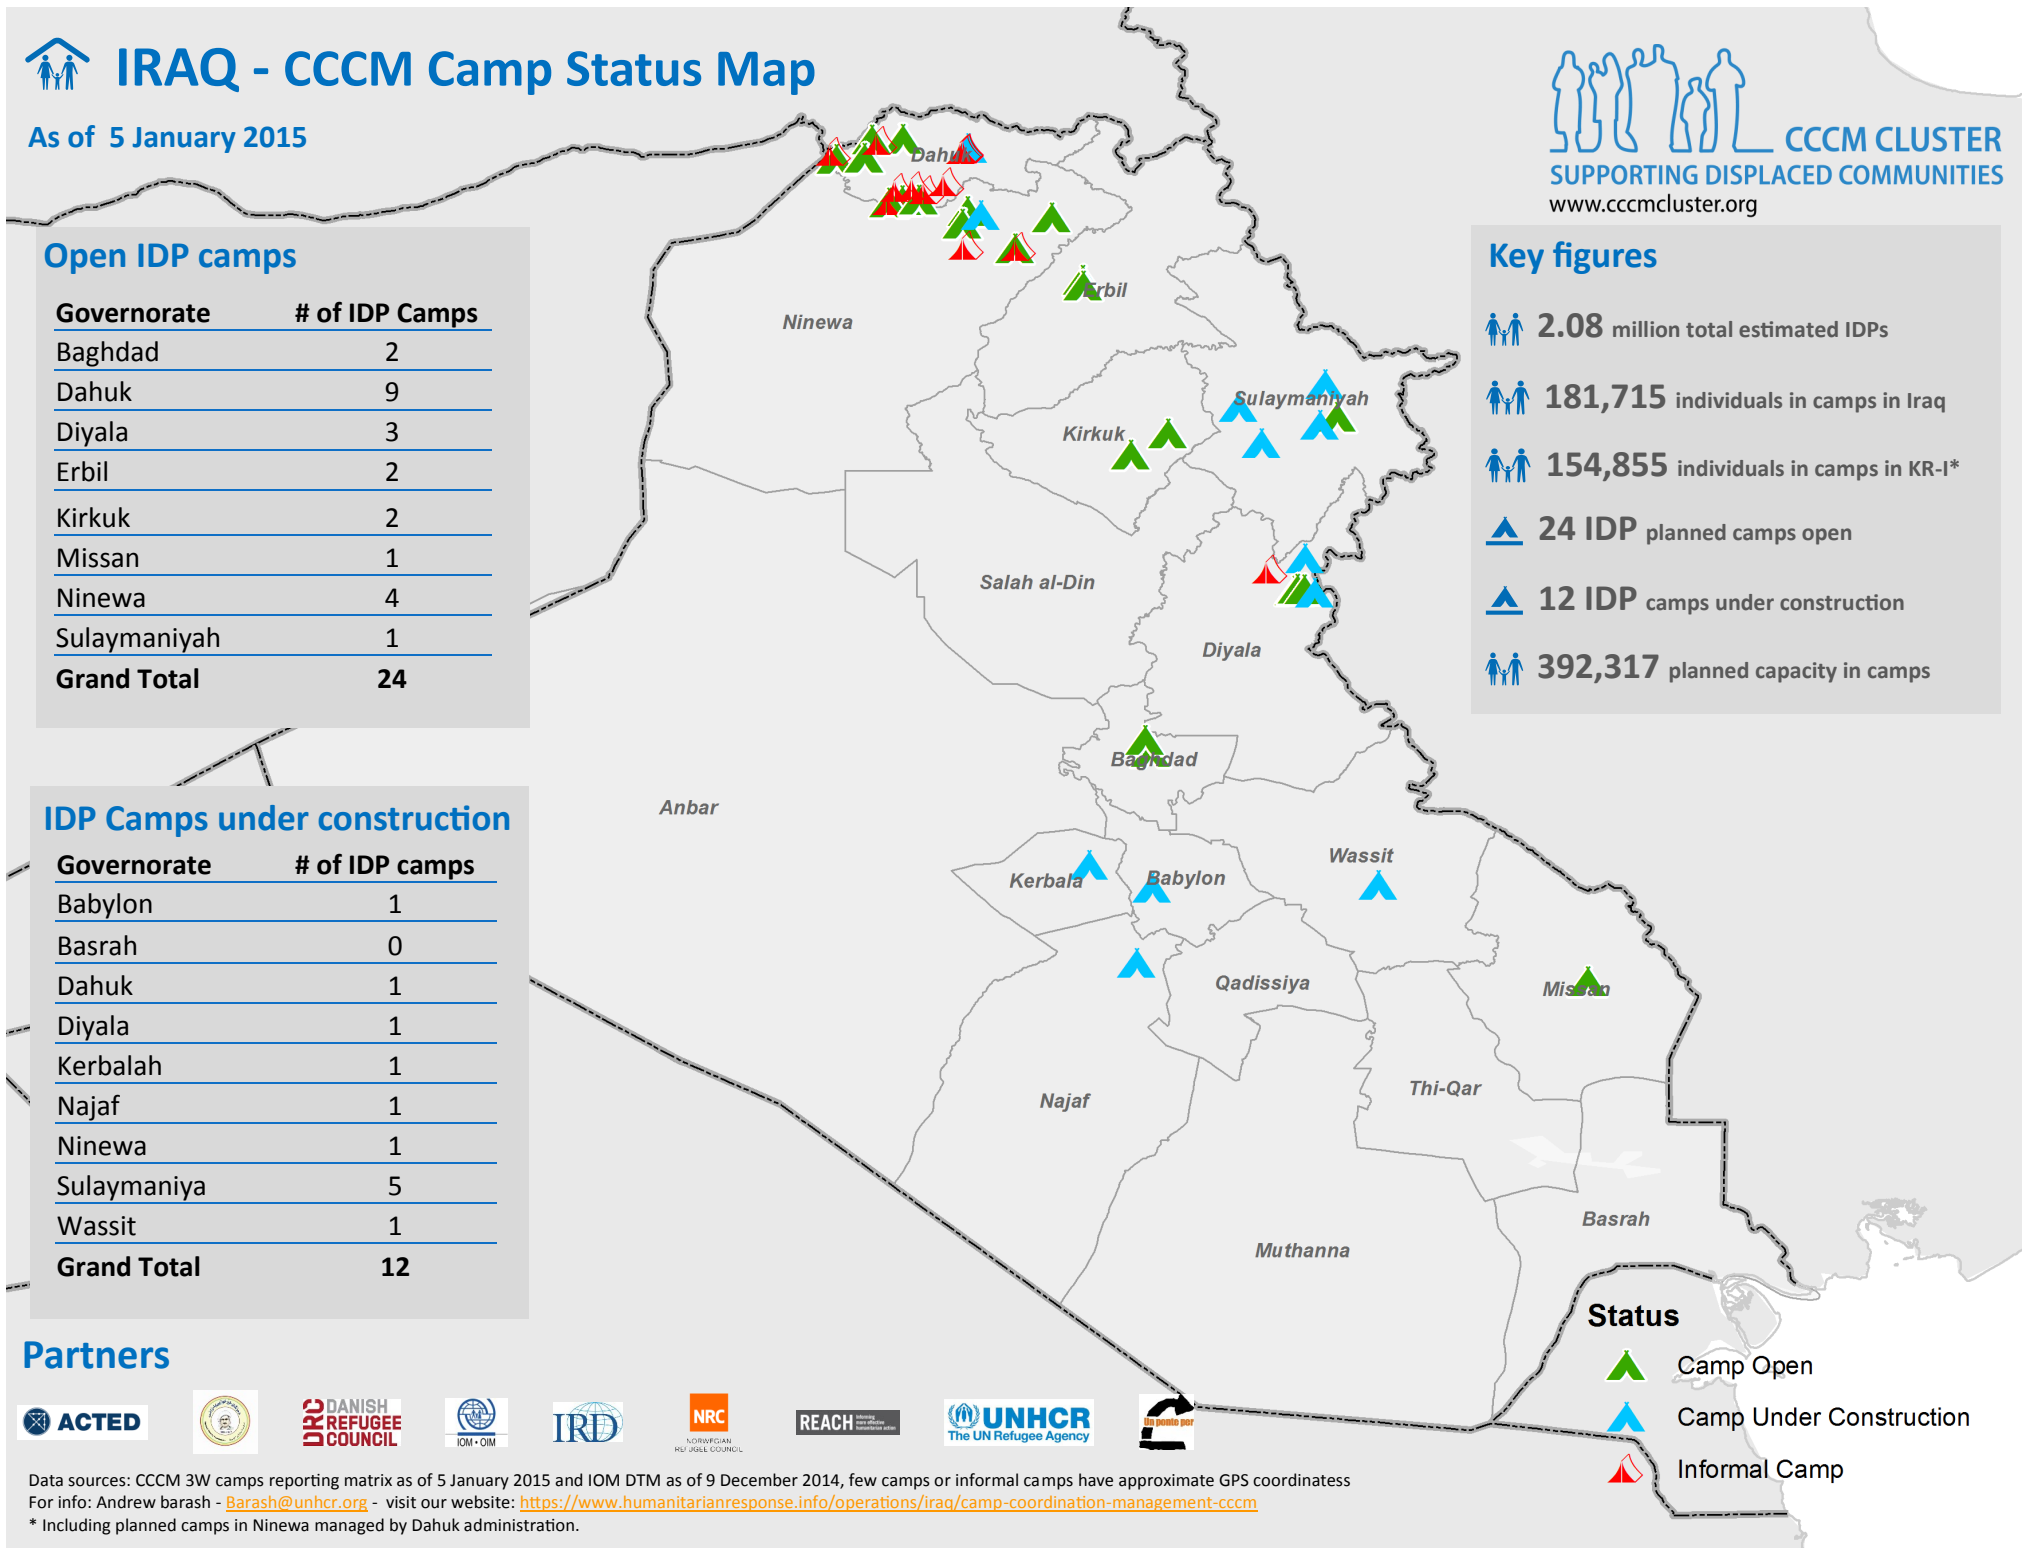 IRAQ - CCCM Camp Status Map
As of 5 January 2015
CCCM CLUSTER
SUPPORTING DISPLACED COMMUNITIES
www.cccmcluster.org
Open IDP camps
Governorate # of IDP Camps
Baghdad 2
Dahuk 9
Diyala 3
Erbil 2
Kirkuk 2
Missan 1
Ninewa 4
Sulaymaniyah 1
Grand Total 24
Key figures
2.08 million total estimated IDPs
181,715 individuals in camps in Iraq
154,855 individuals in camps in KR-I*
24 IDP planned camps open
12 IDP camps under construction
392,317 planned capacity in camps
Dahuk
Erbil
Ninewa
Sulaymaniyah
Kirkuk
Salah al-Din
Diyala
Baghdad
Anbar
Wassit
Kerbala
Babylon
Qadissiya
Missan
Najaf
Thi-Qar
Basrah
Muthanna
IDP Camps under construction
Governorate # of IDP camps
Babylon 1
Basrah 0
Dahuk 1
Diyala 1
Kerbalah 1
Najaf 1
Ninewa 1
Sulaymaniya 5
Wassit 1
Grand Total 12
Status
Camp Open
Camp Under Construction
Informal Camp
Partners
ACTED
DRC DANISH
REFUGEE
COUNCIL
IOM • OIM
IRD
NRC
NORWEGIAN
REFUGEE COUNCIL
REACH Informing
more effective
humanitarian action
UNHCR
The UN Refugee Agency
Un ponte per
Data sources: CCCM 3W camps reporting matrix as of 5 January 2015 and IOM DTM as of 9 December 2014, few camps or informal camps have approximate GPS coordinatess
For info: Andrew barash - Barash@unhcr.org - visit our website: https://www.humanitarianresponse.info/operations/iraq/camp-coordination-management-cccm
* Including planned camps in Ninewa managed by Dahuk administration.